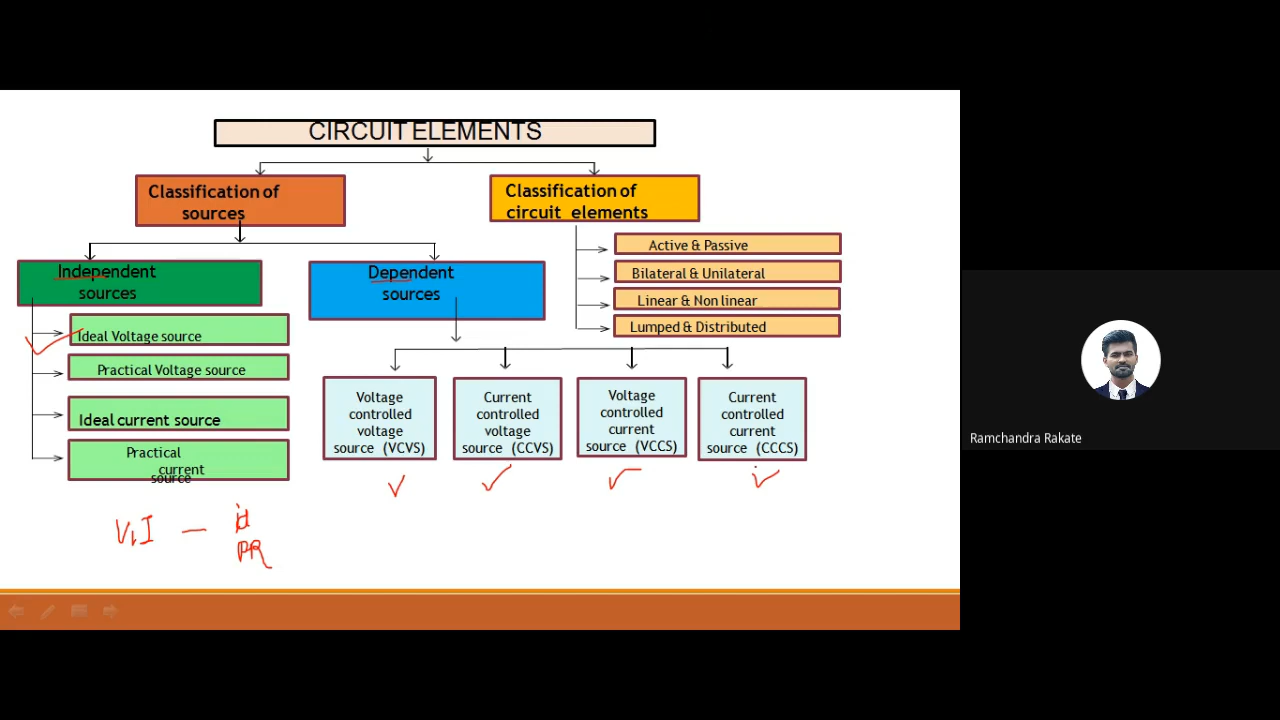 CIRCUIT ELEMENTS
Classification of
sources
Classification of
circuit elements
Active & Passive
Bilateral & Unilateral
Linear & Non linear
Lumped & Distributed
Independent
sources
Dependent
sources
Ideal Voltage source
Practical Voltage source
Ideal current source
Practical
current
source
Voltage
controlled
voltage
source (VCVS)
Current
controlled
voltage
source (CCVS)
Voltage
controlled
current
source (VCCS)
Current
controlled
current
source (CCCS)
V, I — id
PR
Ramchandra Rakate